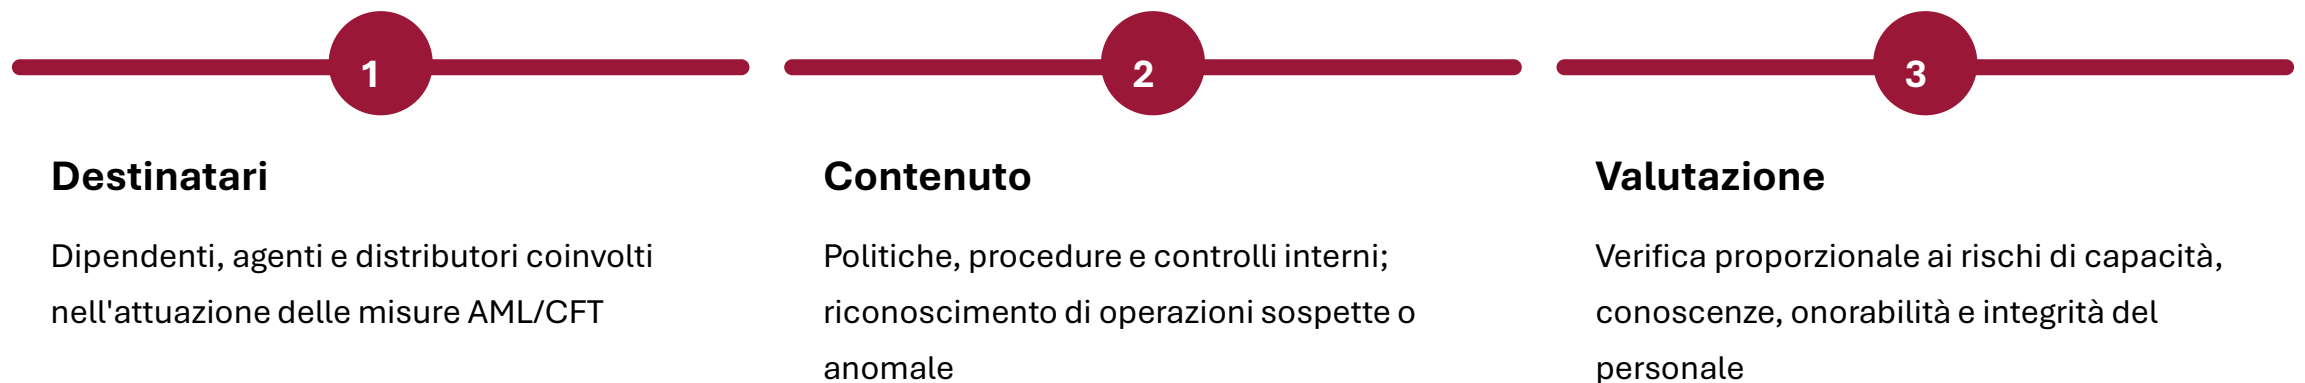 1
Destinatari
Dipendenti, agenti e distributori coinvolti
nell'attuazione delle misure AML/CFT
2
Contenuto
Politiche, procedure e controlli interni;
riconoscimento di operazioni sospette o
anomale
3
Valutazione
Verifica proporzionale ai rischi di capacità,
conoscenze, onorabilità e integrità del
personale